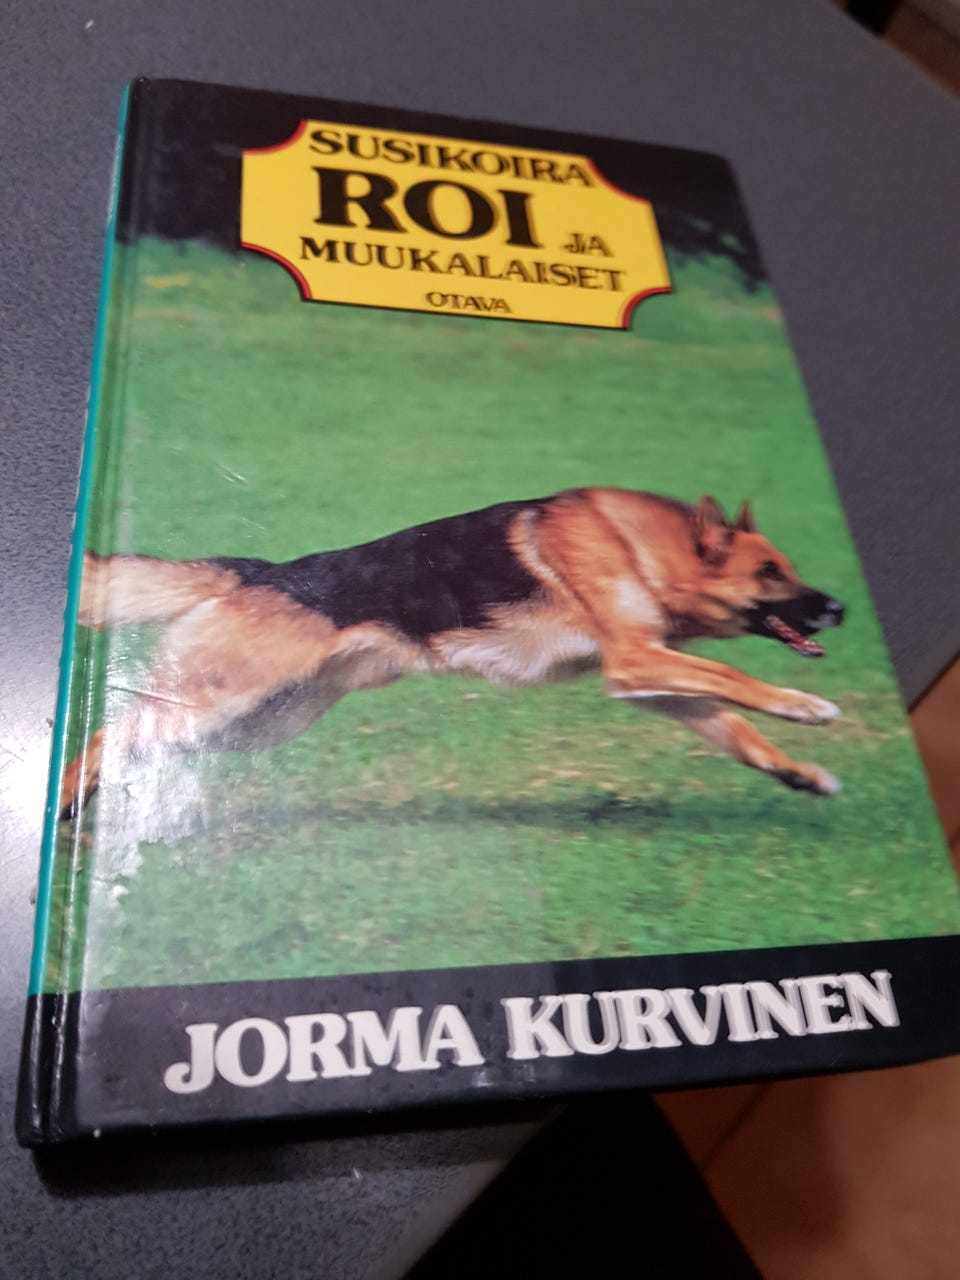 SUSIKOIRA
ROI JA
MUUKALAISET
OTAVA
JORMA KURVINEN